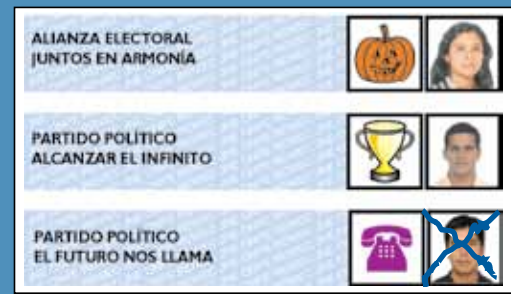 ALIANZA ELECTORAL
JUNTOS EN ARMONÍA
PARTIDO POLÍTICO
ALCANZAR EL INFINITO
PARTIDO POLÍTICO
EL FUTURO NOS LLAMA